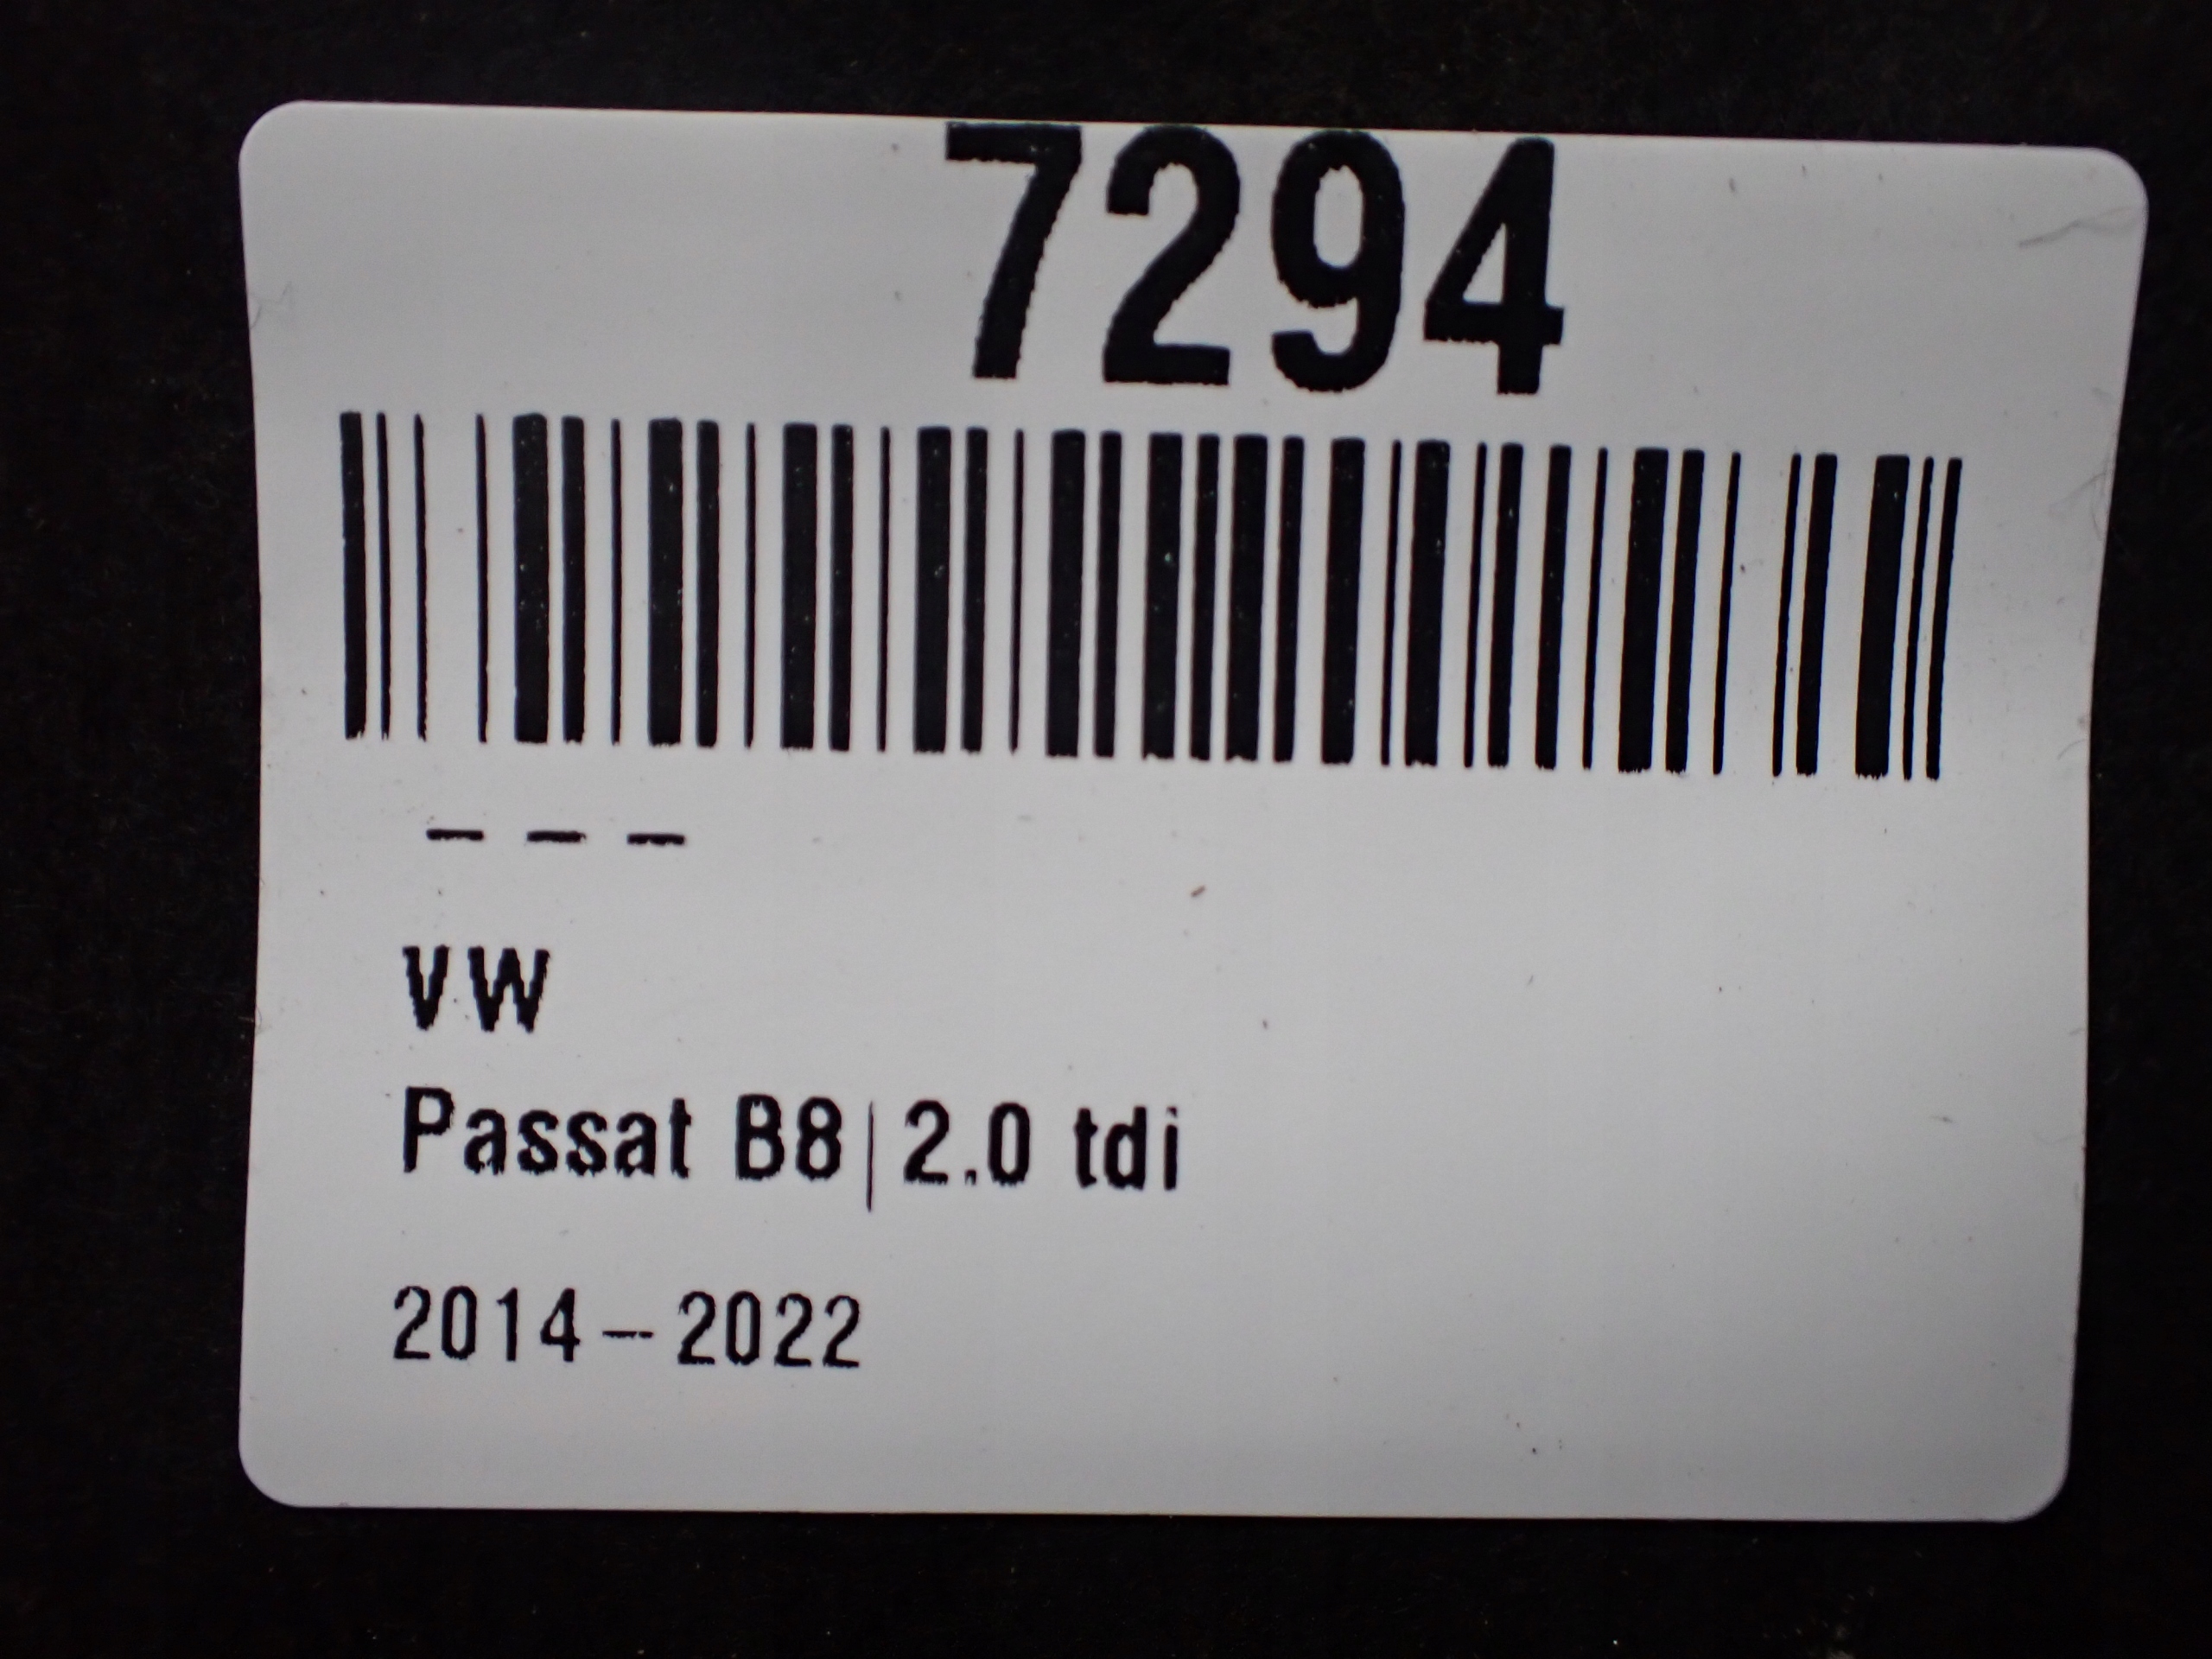 7294
– – –
VW
Passat B8|2.0 tdi
2014–2022